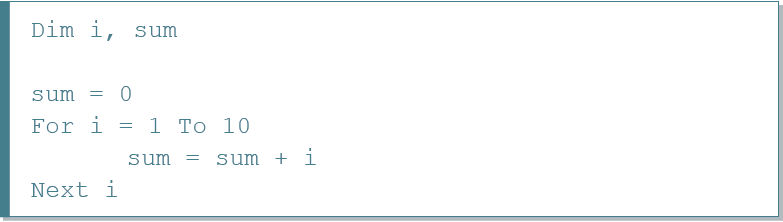 Dim i, sum
sum = 0
For i = 1 To 10
sum = sum + i
Next i